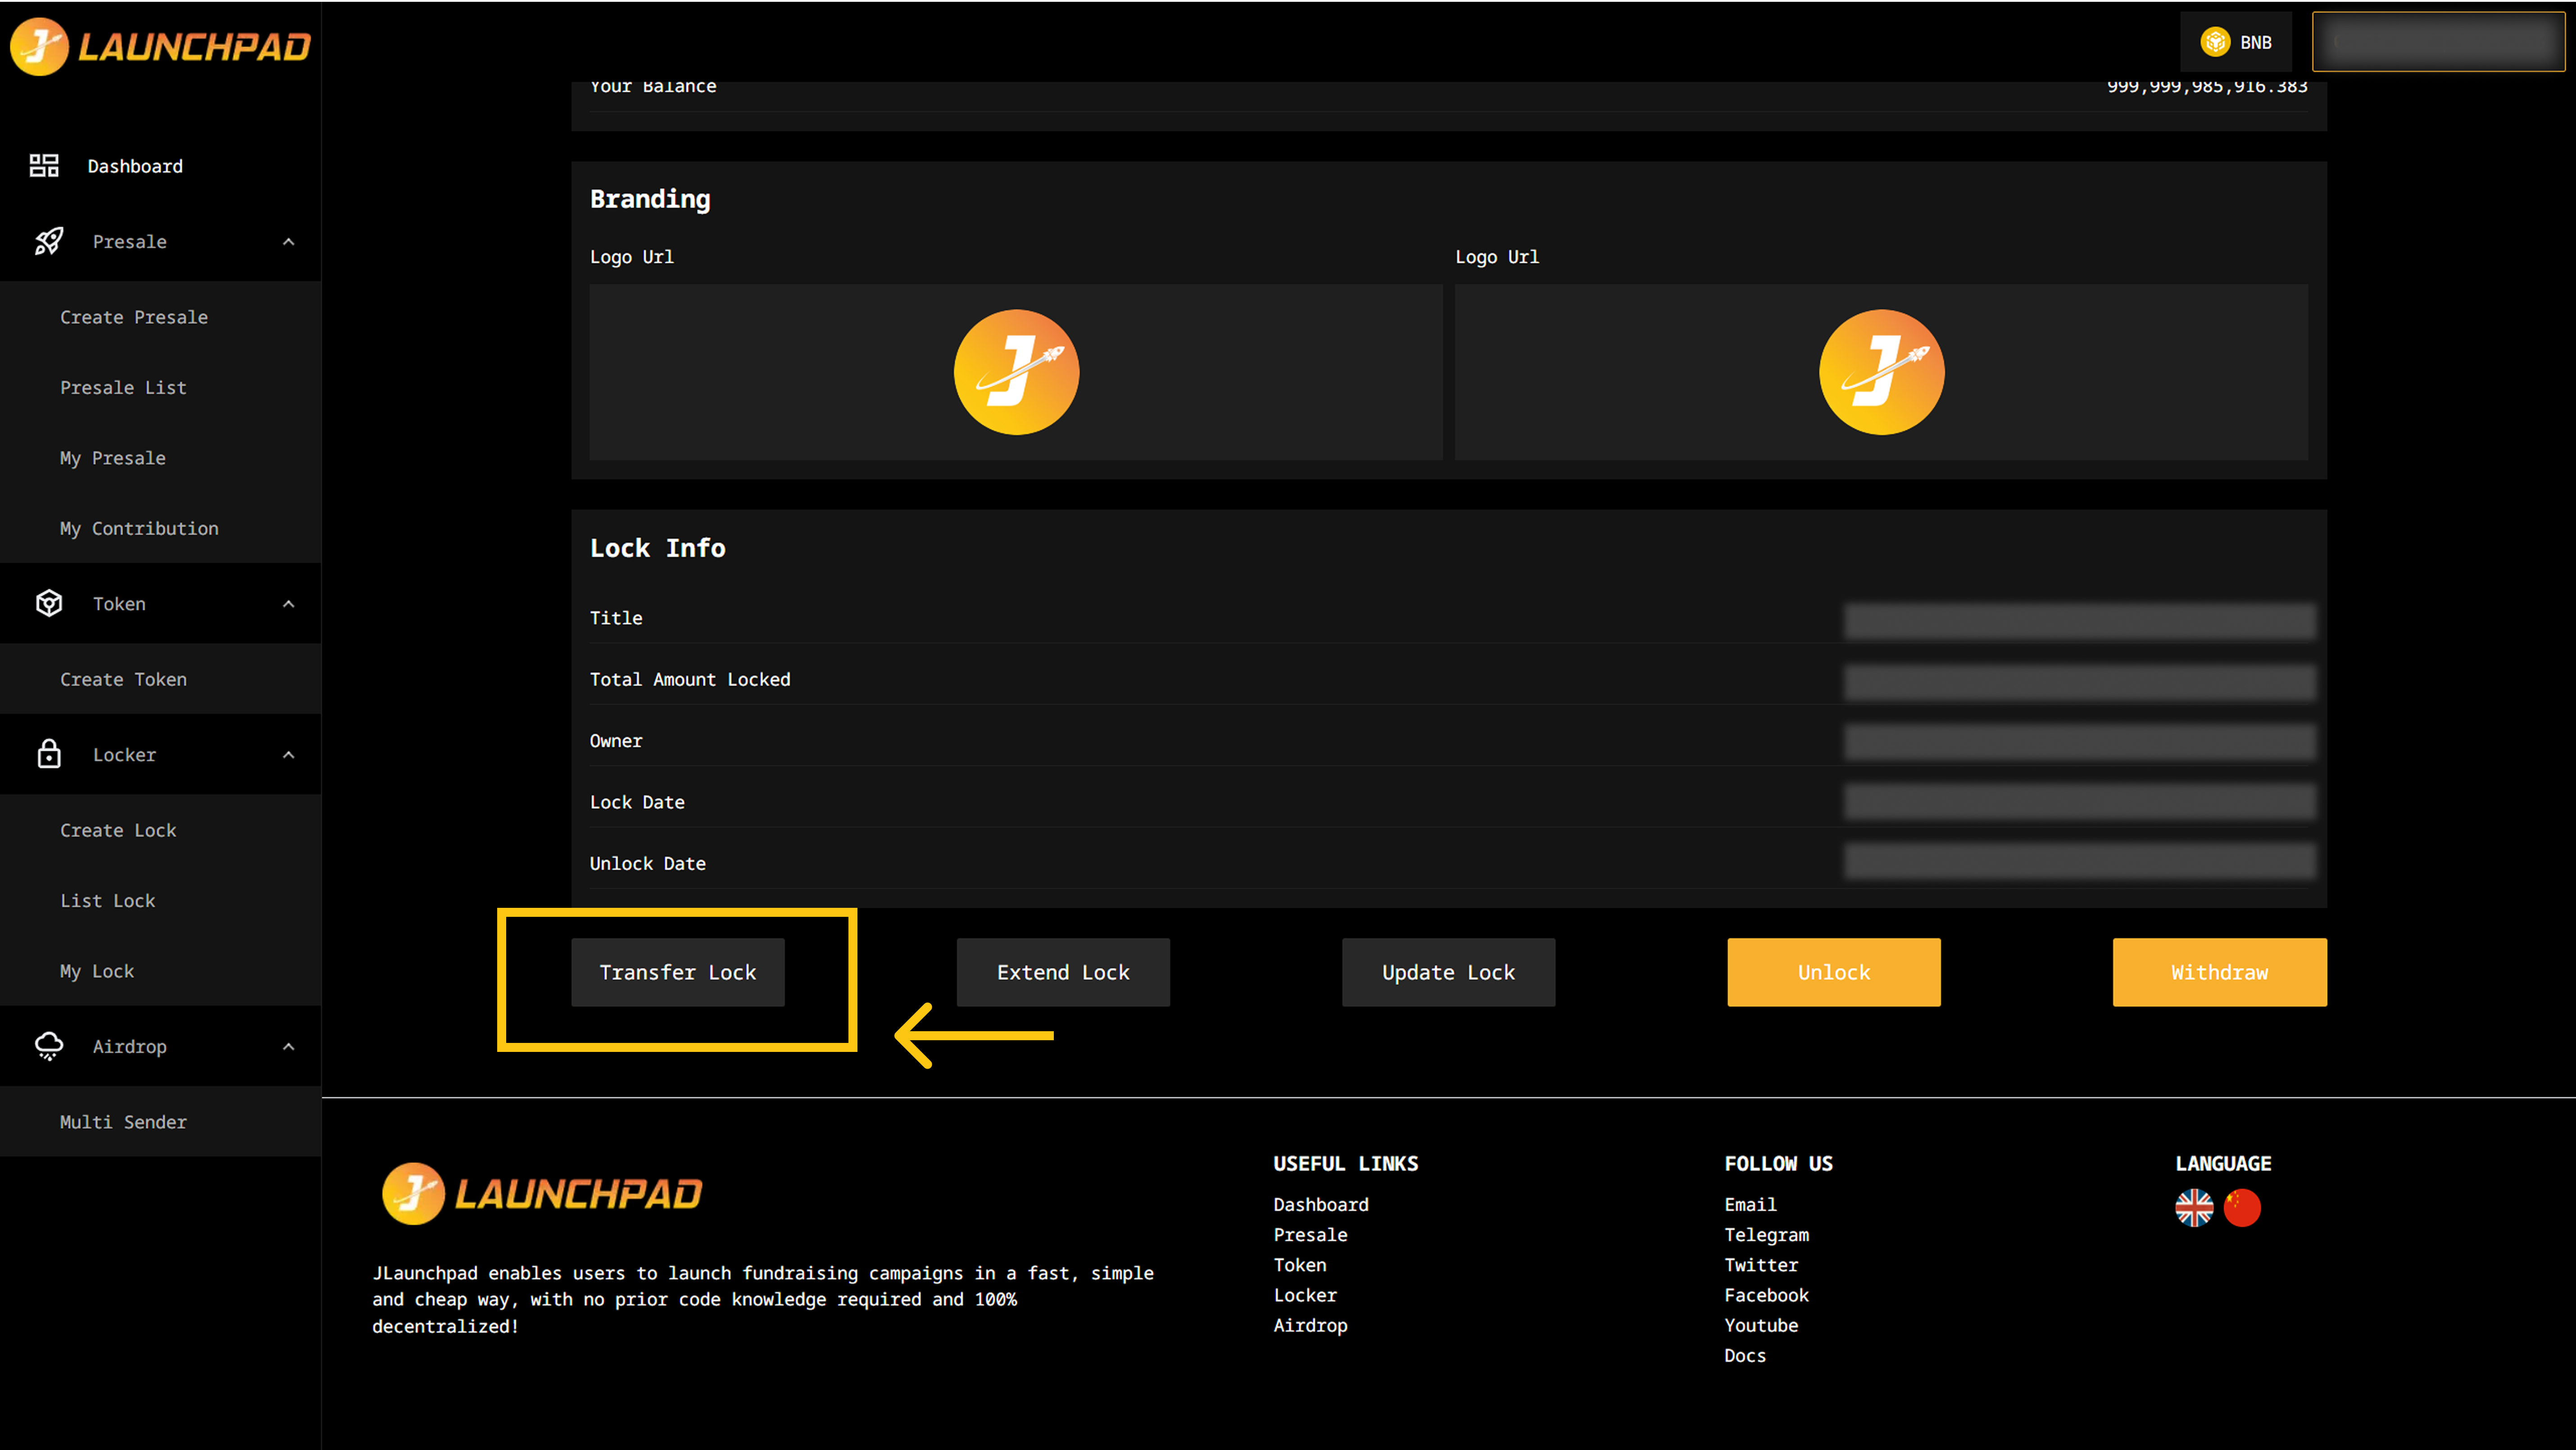 J LAUNCHPAD
BNB
Dashboard
Presale
Create Presale
Presale List
My Presale
My Contribution
Token
Create Token
Locker
Create Lock
List Lock
My Lock
Airdrop
Multi Sender
Your Balance 999,999,985,916.383
Branding
Logo Url Logo Url
J J
Lock Info
Title
Total Amount Locked
Owner
Lock Date
Unlock Date
Transfer Lock Extend Lock Update Lock Unlock Withdraw
J LAUNCHPAD
JLaunchpad enables users to launch fundraising campaigns in a fast, simple
and cheap way, with no prior code knowledge required and 100%
decentralized!
USEFUL LINKS
Dashboard
Presale
Token
Locker
Airdrop
FOLLOW US
Email
Telegram
Twitter
Facebook
Youtube
Docs
LANGUAGE